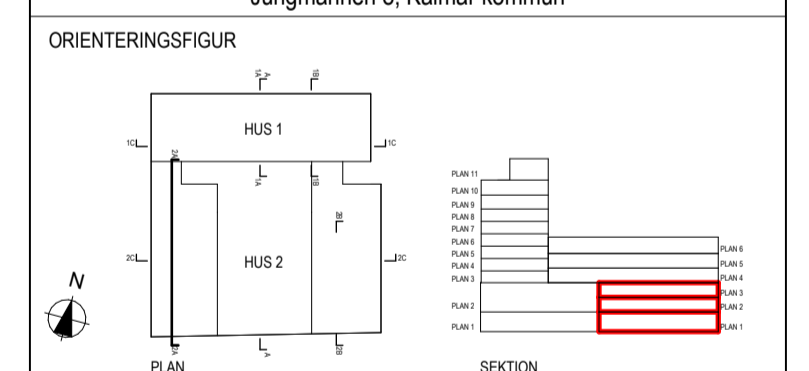 Jungmannen 3, Kalmar kommun
ORIENTERINGSFIGUR
1A A 1B
HUS 1
1C 1C
2A
1A 1B
2B
2C HUS 2 2C
N
2A A 2B
PLAN
PLAN 11
PLAN 10
PLAN 9
PLAN 8
PLAN 7
PLAN 6
PLAN 5
PLAN 4
PLAN 3
PLAN 2
PLAN 1
PLAN 6
PLAN 5
PLAN 4
PLAN 3
PLAN 2
PLAN 1
SEKTION